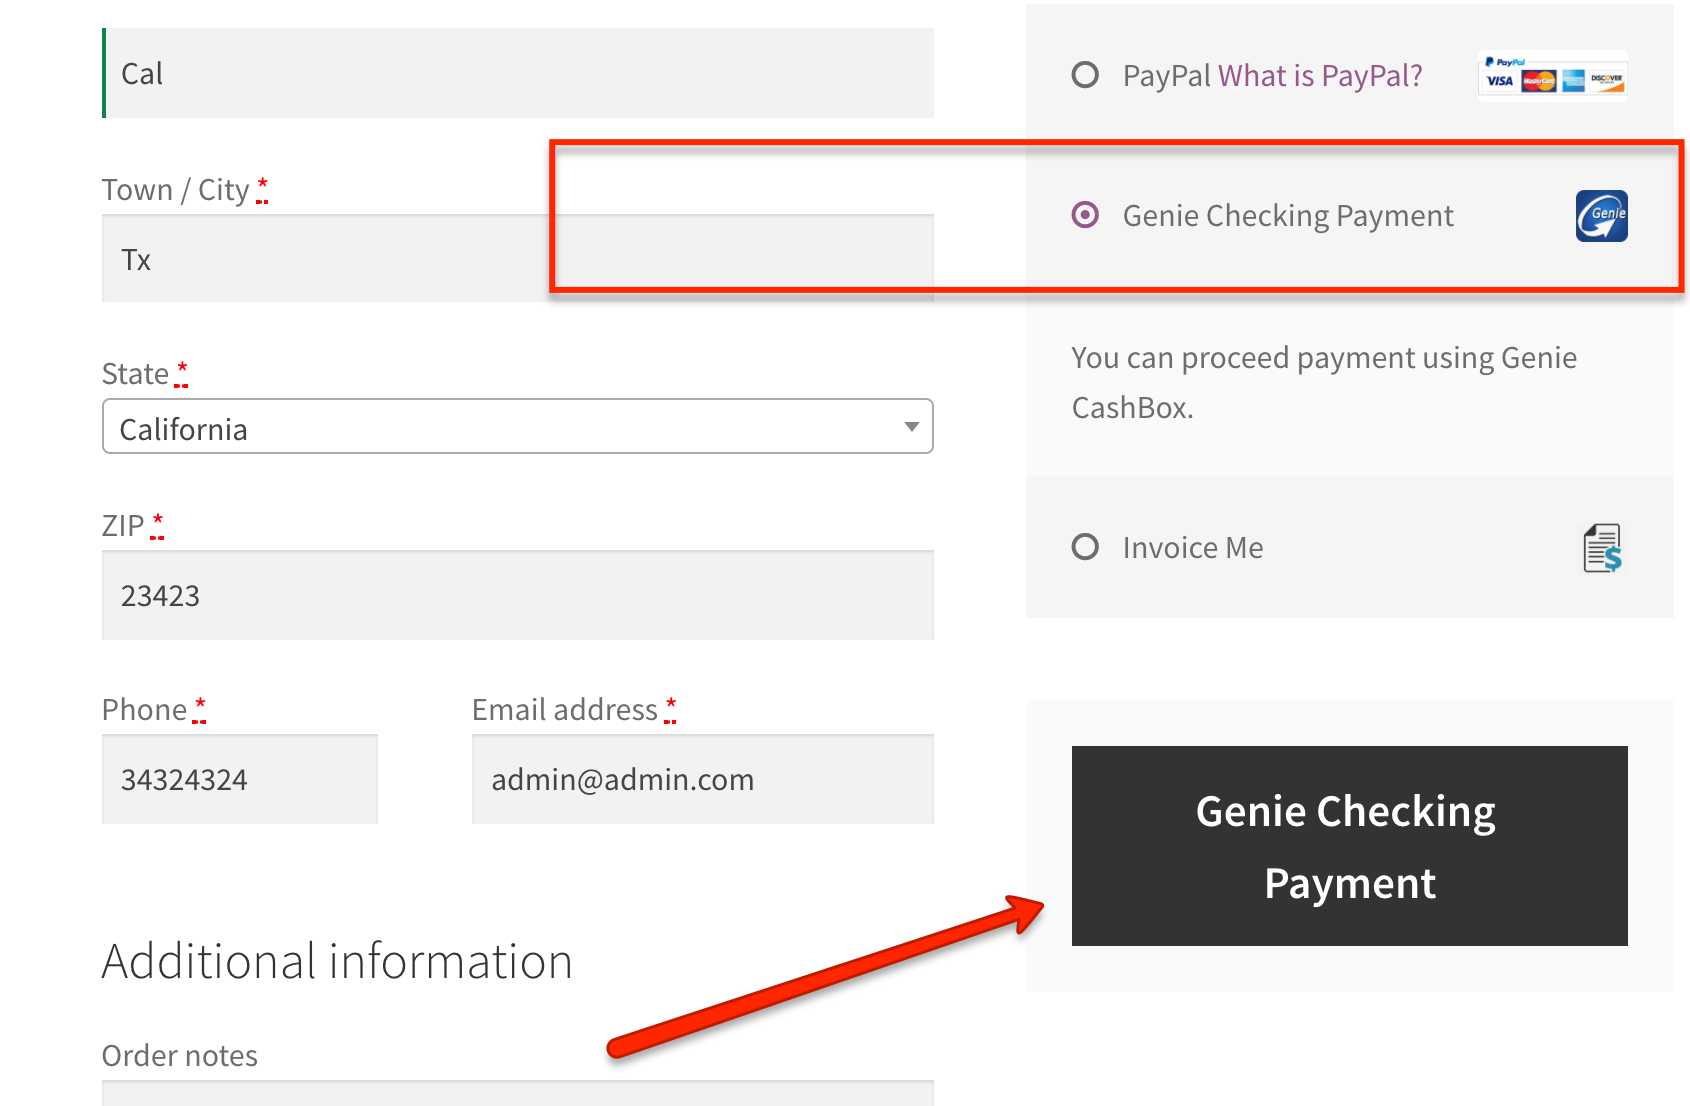 Cal
Town / City *
Tx
State *
California
ZIP *
23423
Phone *
Email address *
34324324
admin@admin.com
Additional information
Order notes
PayPal What is PayPal?
PayPal
VISA MasterCard DISCOVER
Genie Checking Payment
Genie
You can proceed payment using Genie
CashBox.
Invoice Me
$
Genie Checking
Payment